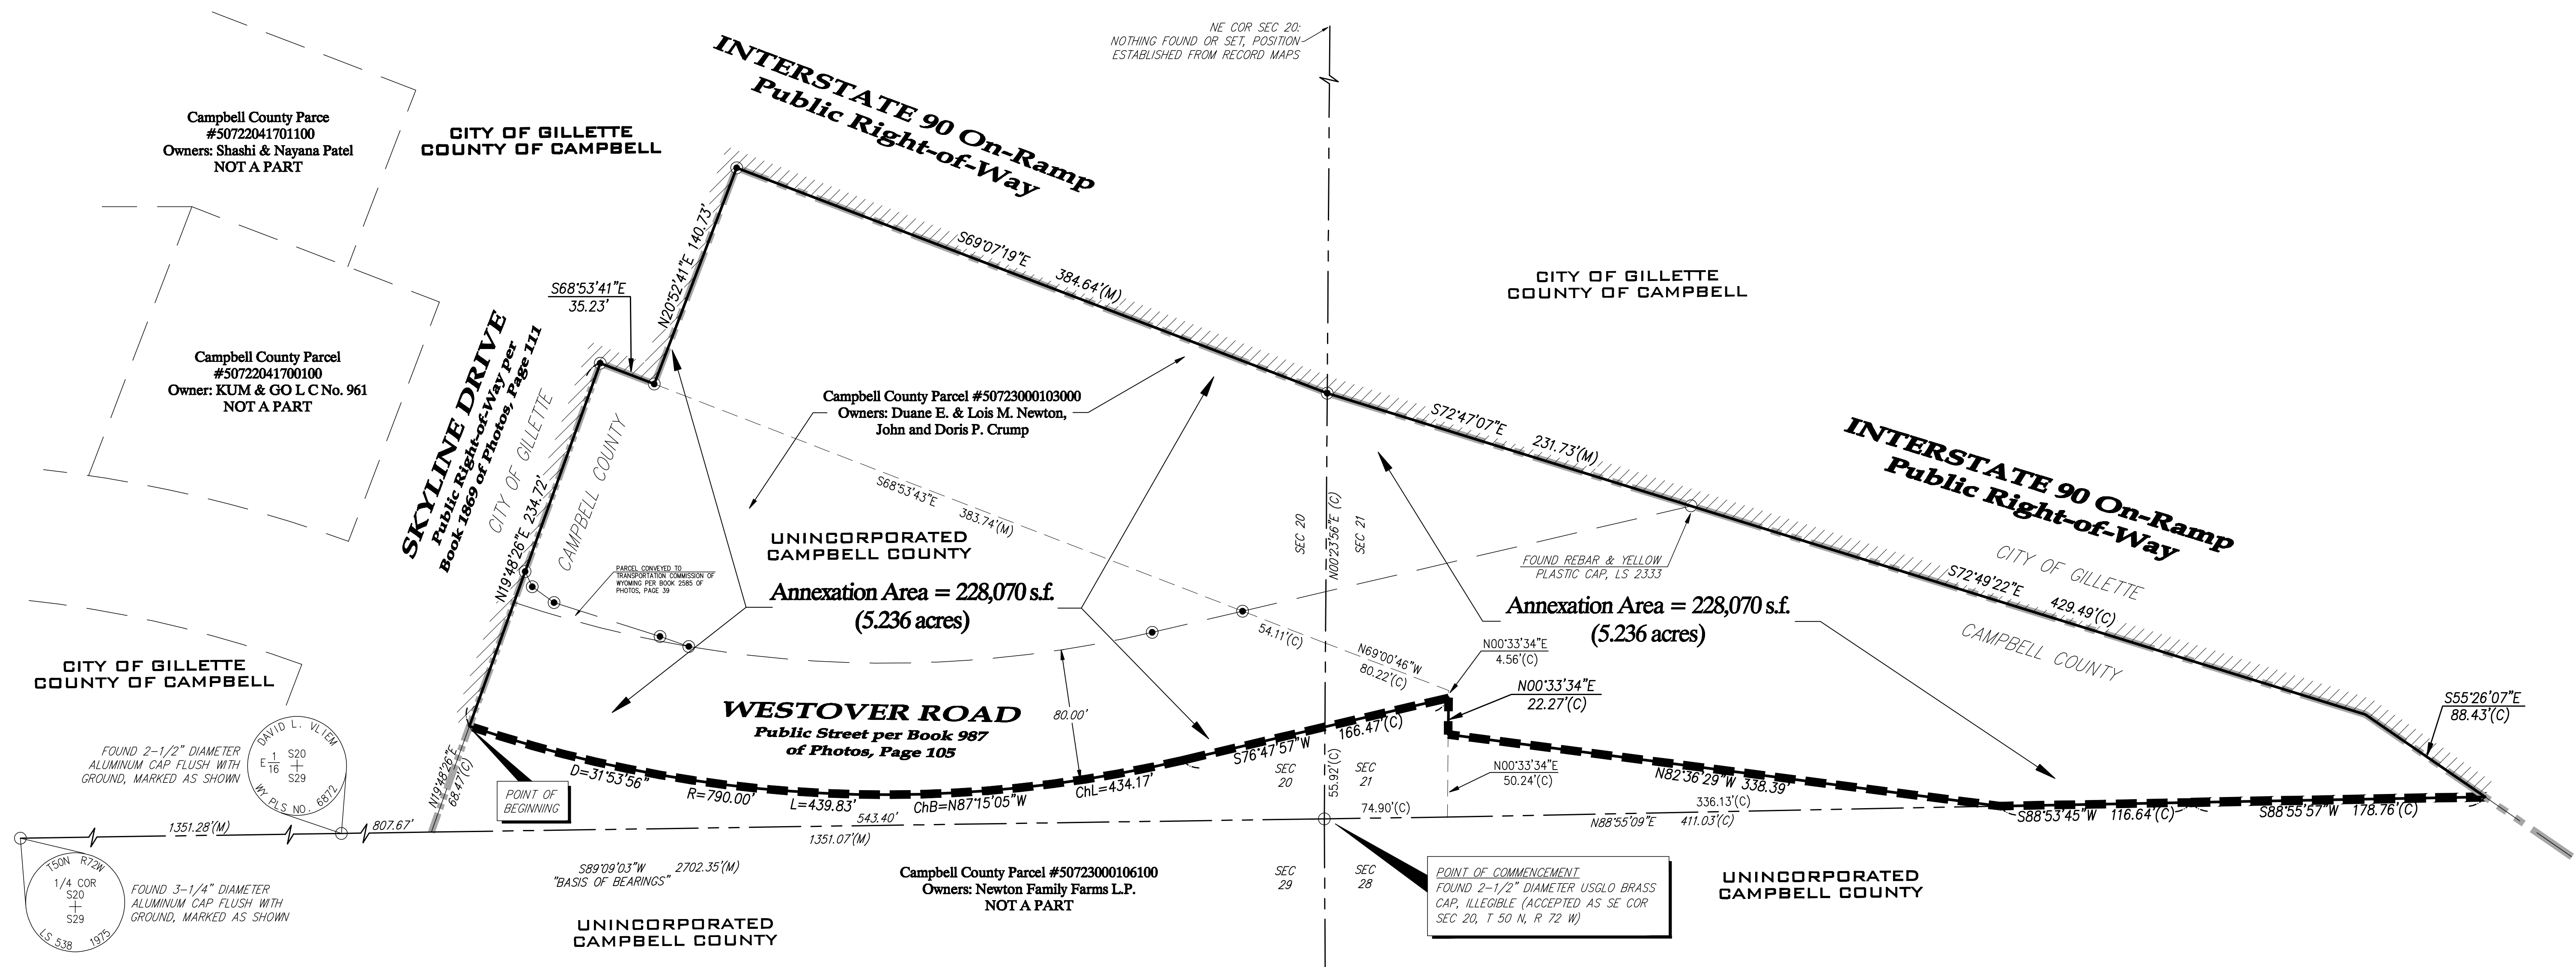 NE COR SEC 20:
NOTHING FOUND OR SET, POSITION
ESTABLISHED FROM RECORD MAPS
INTERSTATE 90 On-Ramp
Public Right-of-Way
Campbell County Parce
#50722041701100
Owners: Shashi & Nayana Patel
NOT A PART
CITY OF GILLETTE
COUNTY OF CAMPBELL
N20°52'41"E 140.73'
S69°07'19"E 384.64'(M)
S68°53'41"E
35.23'
CITY OF GILLETTE
COUNTY OF CAMPBELL
Campbell County Parcel
#50722041700100
Owner: KUM & GO L C No. 961
NOT A PART
SKYLINE DRIVE
Public Right-of-Way per
Book 1869 of Photos, Page 111
CITY OF GILLETTE
CAMPBELL COUNTY
N19°48'26"E 234.72'
Campbell County Parcel #50723000103000
Owners: Duane E. & Lois M. Newton,
John and Doris P. Crump
S72°47'07"E 231.73'(M)
INTERSTATE 90 On-Ramp
Public Right-of-Way
S68°53'43"E 383.74'(M)
UNINCORPORATED
CAMPBELL COUNTY
SEC 20
N00°23'56"E (C)
SEC 21
FOUND REBAR & YELLOW
PLASTIC CAP, LS 2333
CITY OF GILLETTE
S72°49'22"E 429.49'(C)
CAMPBELL COUNTY
PARCEL CONVEYED TO
TRANSPORTATION COMMISSION OF
WYOMING PER BOOK 2585 OF
PHOTOS, PAGE 39
Annexation Area = 228,070 s.f.
(5.236 acres)
Annexation Area = 228,070 s.f.
(5.236 acres)
54.11'(C)
N69°00'46"W
80.22'(C)
N00°33'34"E
4.56'(C)
N00°33'34"E
22.27'(C)
S55°26'07"E
88.43'(C)
CITY OF GILLETTE
COUNTY OF CAMPBELL
WESTOVER ROAD
Public Street per Book 987
of Photos, Page 105
80.00'
S76°47'57"W 166.47'(C)
DAVID L. VLIEM
E 1/16 S20
S29
WY PLS NO. 6872
FOUND 2-1/2" DIAMETER
ALUMINUM CAP FLUSH WITH
GROUND, MARKED AS SHOWN
N19°48'26"E
68.47'(C)
POINT OF
BEGINNING
D=31°53'56"
R=790.00'
L=439.83'
ChB=N87°15'05"W
ChL=434.17'
SEC
20
SEC
21
55.92'(C)
N00°33'34"E
50.24'(C)
N82°36'29"W 338.39'
336.13'(C)
74.90'(C)
N88°55'09"E 411.03'(C)
S88°53'45"W 116.64'(C)
S88°55'57"W 178.76'(C)
1351.28'(M)
807.67'
543.40'
1351.07'(M)
T50N R72W
1/4 COR
S20
S29
LS 538 1975
FOUND 3-1/4" DIAMETER
ALUMINUM CAP FLUSH WITH
GROUND, MARKED AS SHOWN
S89°09'03"W 2702.35'(M)
"BASIS OF BEARINGS"
Campbell County Parcel #50723000106100
Owners: Newton Family Farms L.P.
NOT A PART
SEC
29
SEC
28
POINT OF COMMENCEMENT
FOUND 2-1/2" DIAMETER USGLO BRASS
CAP, ILLEGIBLE (ACCEPTED AS SE COR
SEC 20, T 50 N, R 72 W)
UNINCORPORATED
CAMPBELL COUNTY
UNINCORPORATED
CAMPBELL COUNTY